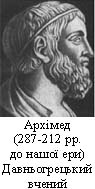 Архімед
(287-212 рр.
до нашої ери)
Давньогрецький
вчений